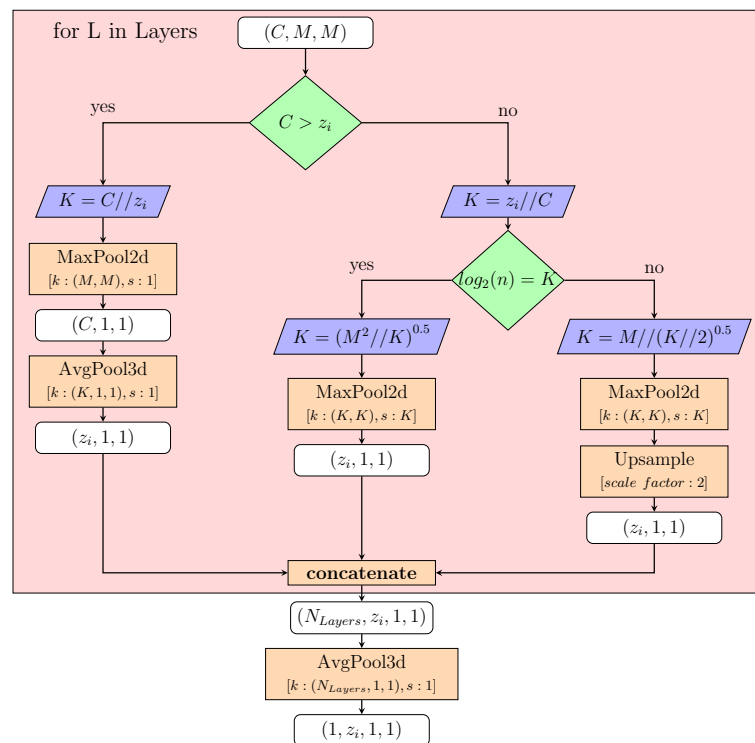 for L in Layers
(C, M, M)
C > z_i
yes
no
K = C//z_i
K = z_i//C
MaxPool2d
[k : (M, M), s : 1]
(C, 1, 1)
AvgPool3d
[k : (K, 1, 1), s : 1]
(z_i, 1, 1)
log_2(n) = K
yes
no
K = (M^2//K)^0.5
K = M//(K//2)^0.5
MaxPool2d
[k : (K, K), s : K]
(z_i, 1, 1)
MaxPool2d
[k : (K, K), s : K]
Upsample
[scale factor : 2]
(z_i, 1, 1)
concatenate
(N_Layers, z_i, 1, 1)
AvgPool3d
[k : (N_Layers, 1, 1), s : 1]
(1, z_i, 1, 1)